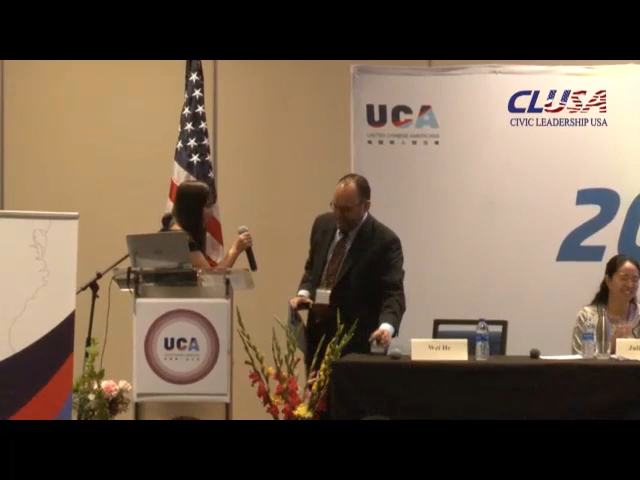 UCA
UNITED CHINESE AMERICANS
CLUSA
CIVIC LEADERSHIP USA
20
UCA
Wei He
Juli